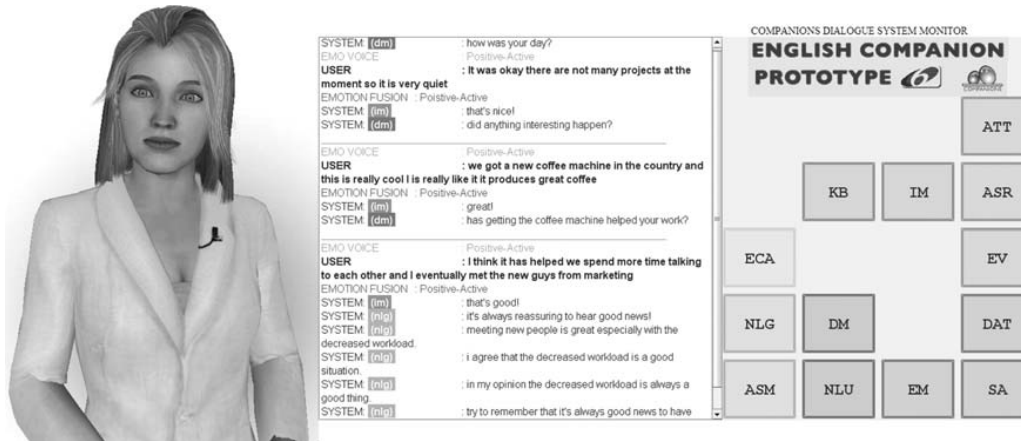 SYSTEM: (dm) : how was your day?
EMO VOICE : Positive-Active
USER : It was okay there are not many projects at the
moment so it is very quiet
EMOTION FUSION : Poistive-Active
SYSTEM: (im) : that's nice!
SYSTEM: (dm) : did anything interesting happen?
EMO VOICE : Positive-Active
USER : we got a new coffee machine in the country and
this is really cool I is really like it it produces great coffee
EMOTION FUSION : Positive-Active
SYSTEM: (im) : great!
SYSTEM: (dm) : has getting the coffee machine helped your work?
EMO VOICE : Positive-Active
USER : I think it has helped we spend more time talking
to each other and I eventually met the new guys from marketing
EMOTION FUSION : Positive-Active
SYSTEM: (im) : that's good!
SYSTEM: (nlg) : it's always reassuring to hear good news!
SYSTEM: (nlg) : meeting new people is great especially with the
decreased workload.
SYSTEM: (nlg) : i agree that the decreased workload is a good
situation.
SYSTEM: (nlg) : in my opinion the decreased workload is always a
good thing.
SYSTEM: (nlg) : try to remember that it's always good news to have
COMPANIONS DIALOGUE SYSTEM MONITOR
ENGLISH COMPANION
PROTOTYPE
COMPANIONS
ATT
KB IM ASR
ECA EV
NLG DM DAT
ASM NLU EM SA